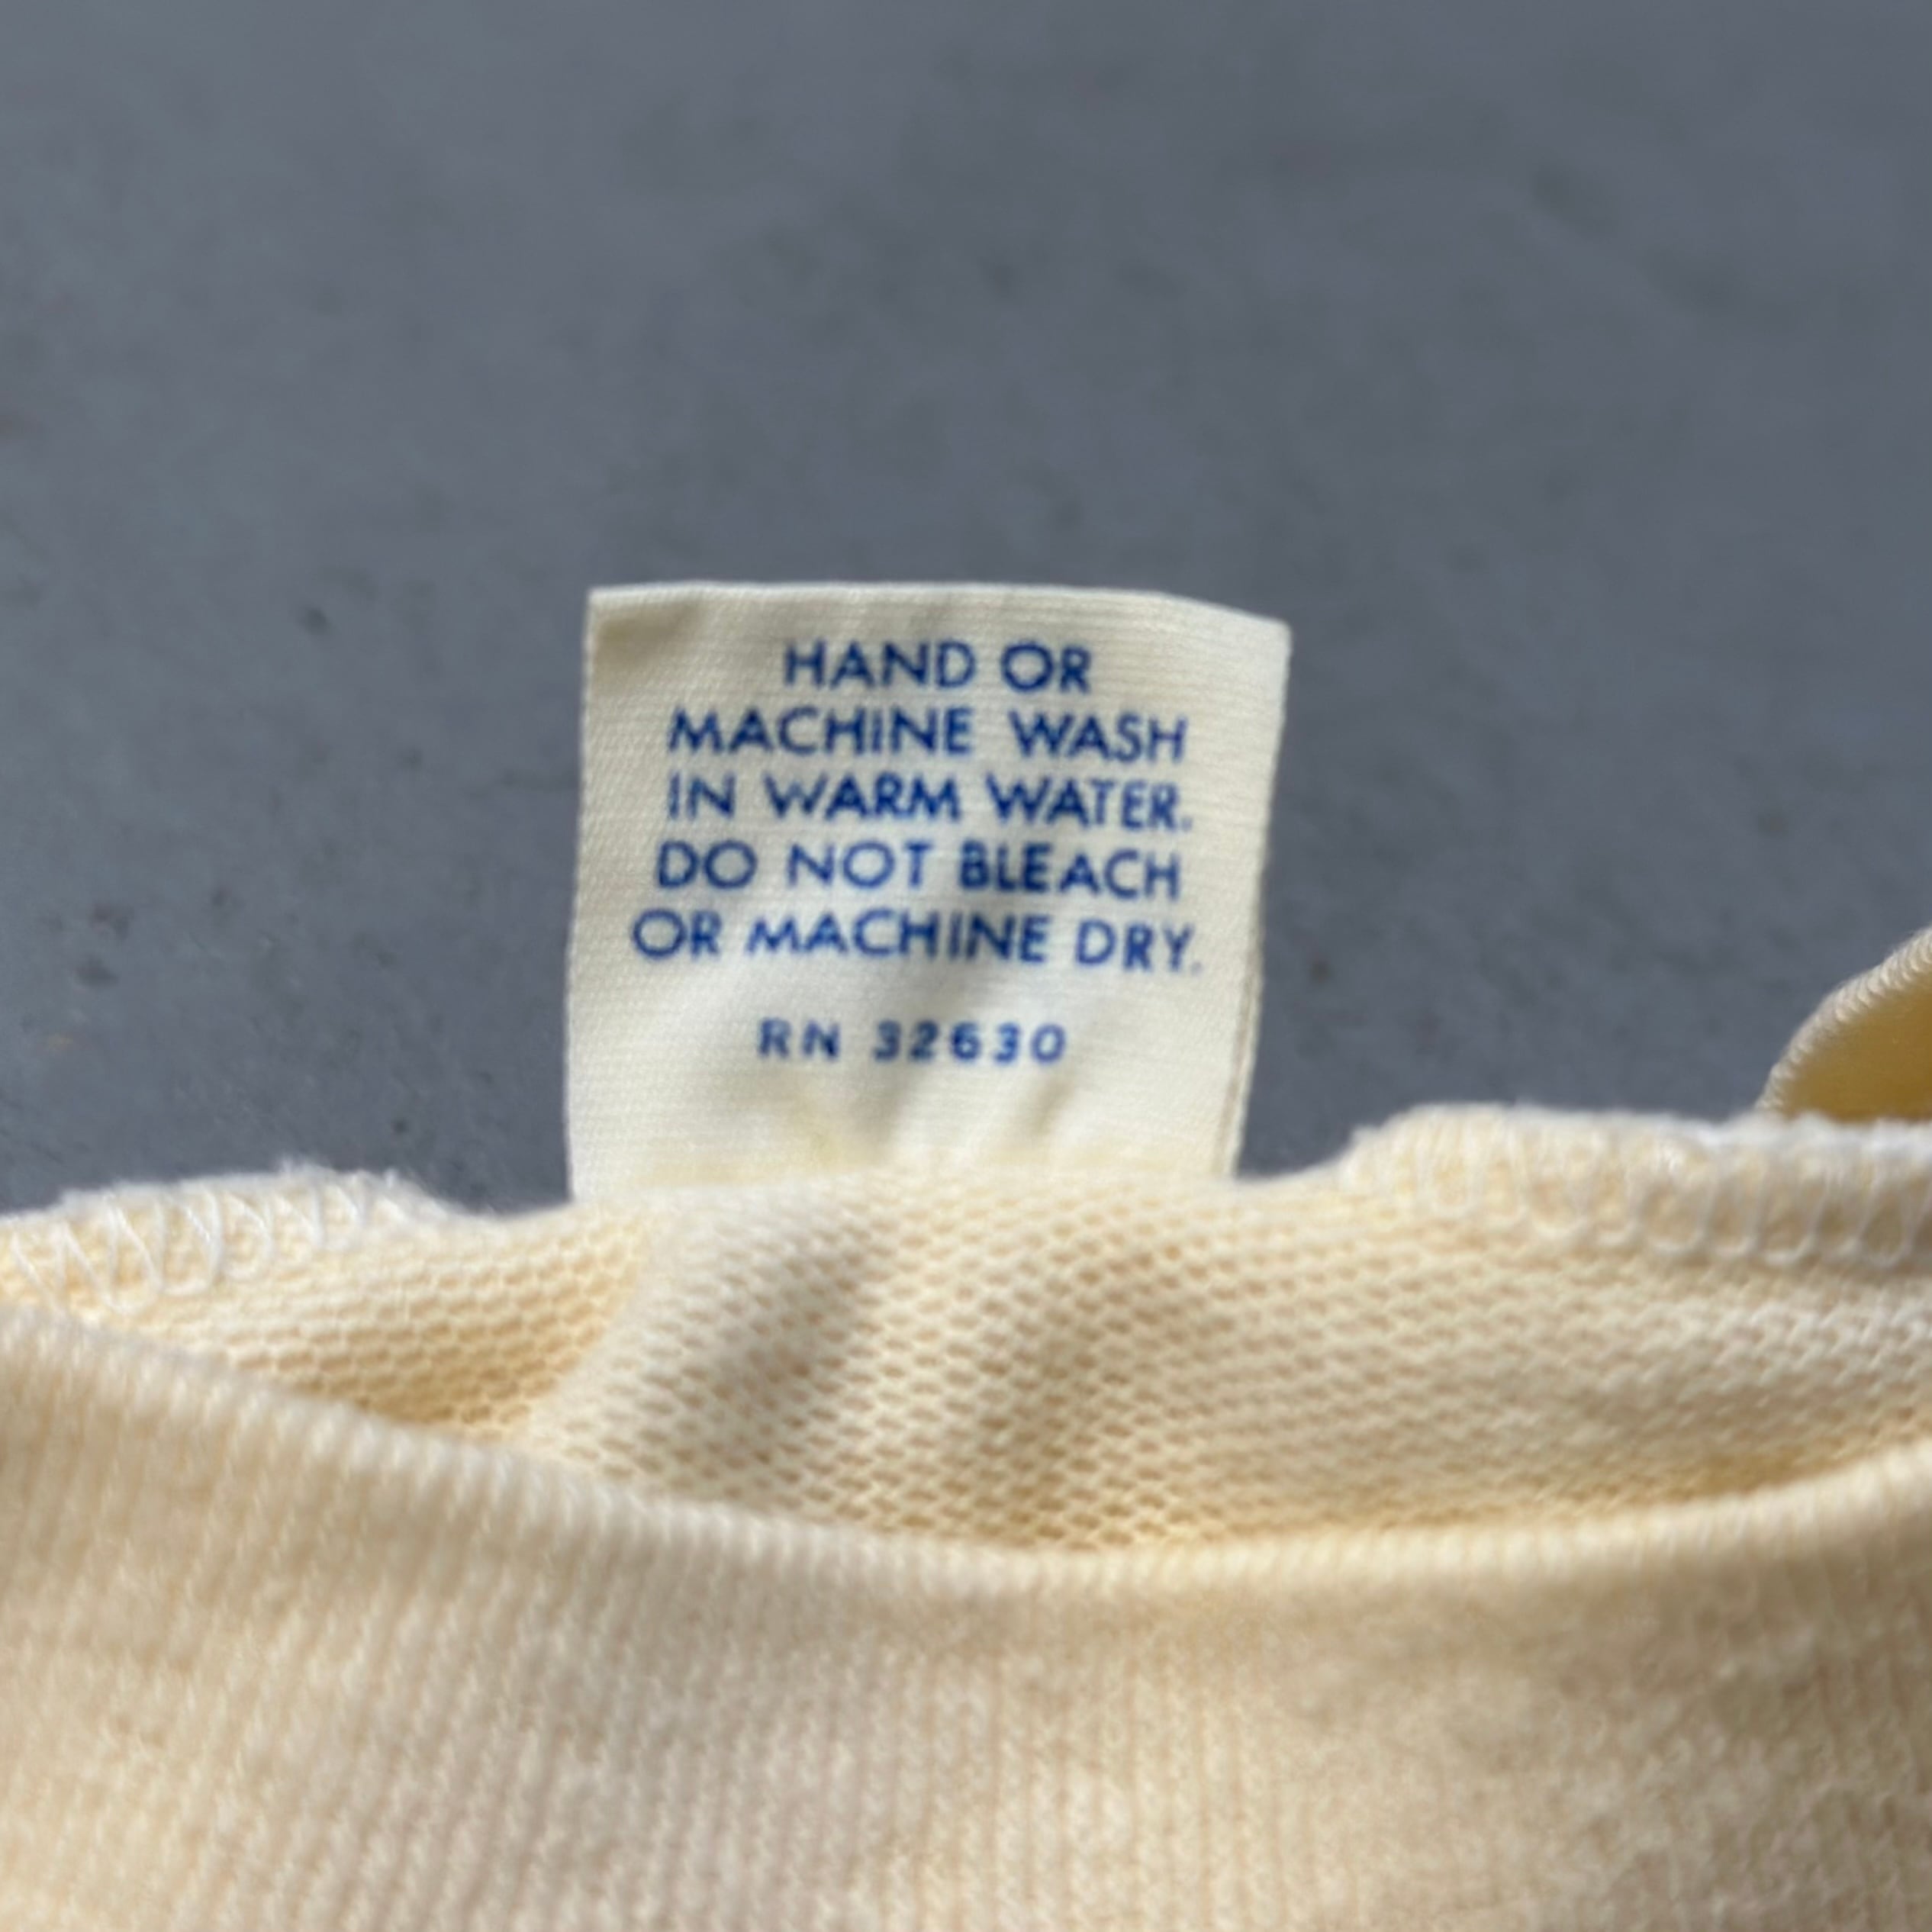 HAND OR
MACHINE WASH
IN WARM WATER.
DO NOT BLEACH
OR MACHINE DRY.
RN 32630